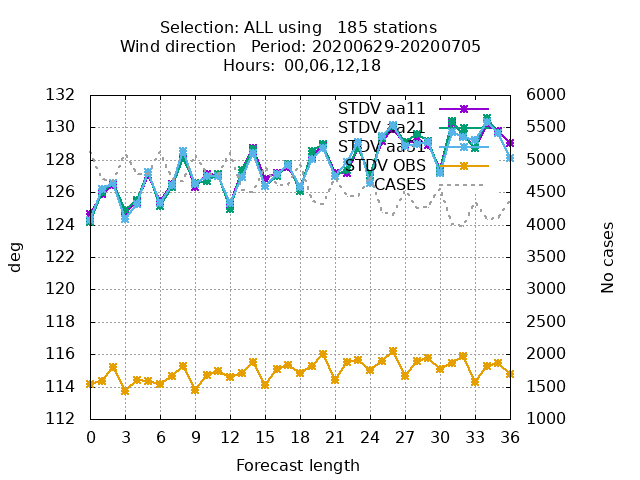 Selection: ALL using   185 stations
Wind direction   Period: 20200629-20200705
Hours: 00,06,12,18
STDV aa11
STDV aa21
STDV aa31
STDV OBS
CASES
132
130
128
126
124
122
120
118
116
114
112
deg
6000
5500
5000
4500
4000
3500
3000
2500
2000
1500
1000
No cases
0 3 6 9 12 15 18 21 24 27 30 33 36
Forecast length